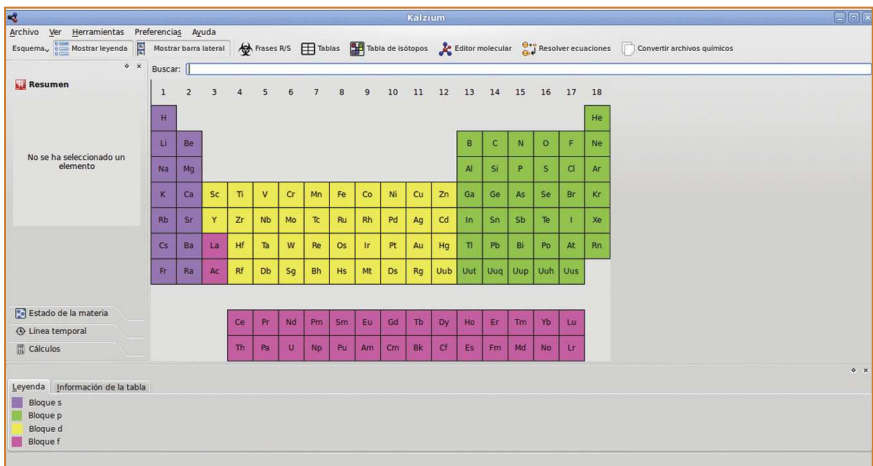 Kalzium
Archivo Ver Herramientas Preferencias Ayuda
Esquema Mostrar leyenda Mostrar barra lateral Frases R/S Tablas Tabla de isótopos Editor molecular Resolver ecuaciones Convertir archivos químicos
Buscar:
Resumen
No se ha seleccionado un
elemento
1 2 3 4 5 6 7 8 9 10 11 12 13 14 15 16 17 18
H He
Li Be B C N O F Ne
Na Mg Al Si P S Cl Ar
K Ca Sc Ti V Cr Mn Fe Co Ni Cu Zn Ga Ge As Se Br Kr
Rb Sr Y Zr Nb Mo Tc Ru Rh Pd Ag Cd In Sn Sb Te I Xe
Cs Ba La Hf Ta W Re Os Ir Pt Au Hg Tl Pb Bi Po At Rn
Fr Ra Ac Rf Db Sg Bh Hs Mt Ds Rg Uub Uut Uuq Uup Uuh Uus
Ce Pr Nd Pm Sm Eu Gd Tb Dy Ho Er Tm Yb Lu
Th Pa U Np Pu Am Cm Bk Cf Es Fm Md No Lr
Estado de la materia
Línea temporal
Cálculos
Leyenda Información de la tabla
Bloque s
Bloque p
Bloque d
Bloque f